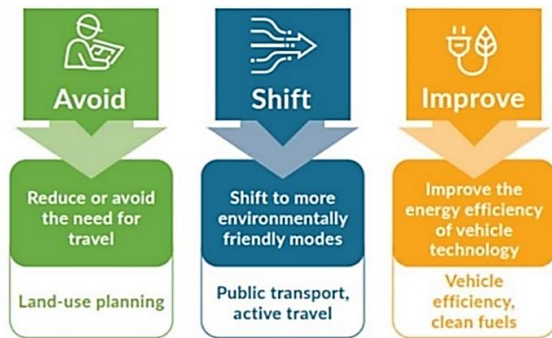 Avoid
Reduce or avoid
the need for
travel
Land-use planning
Shift
Shift to more
environmentally
friendly modes
Public transport,
active travel
Improve
Improve the
energy efficiency
of vehicle
technology
Vehicle
efficiency,
clean fuels